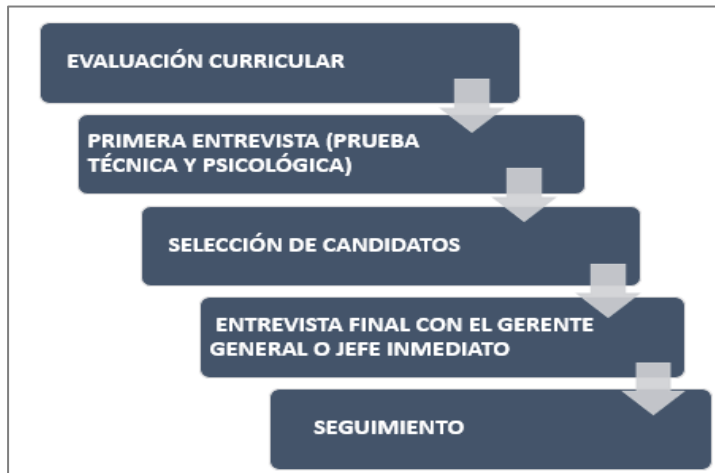 EVALUACIÓN CURRICULAR
PRIMERA ENTREVISTA (PRUEBA
TÉCNICA Y PSICOLÓGICA)
SELECCIÓN DE CANDIDATOS
ENTREVISTA FINAL CON EL GERENTE
GENERAL O JEFE INMEDIATO
SEGUIMIENTO